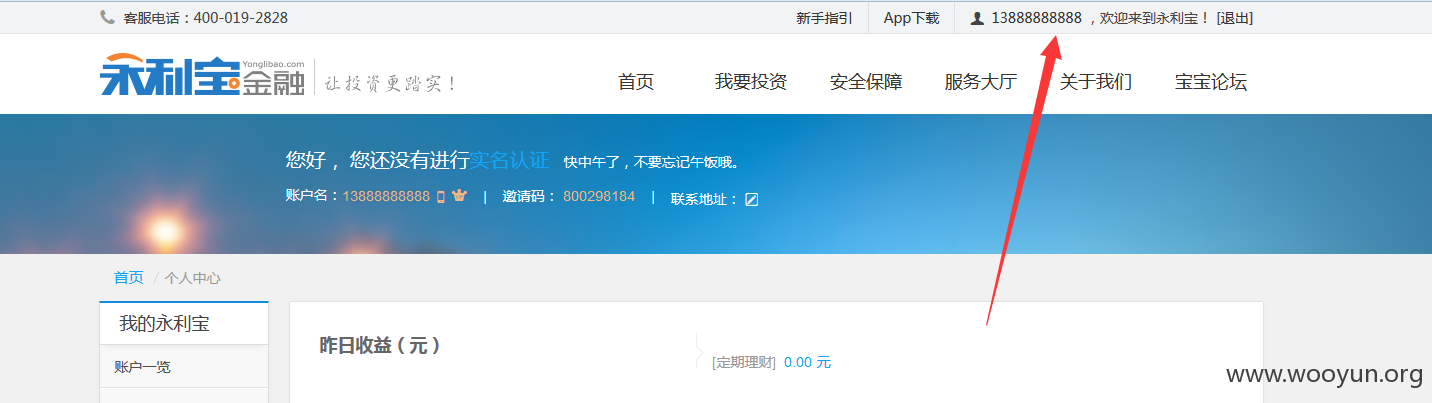 客服电话：400-019-2828
新手指引 App下载 13888888888 ，欢迎来到永利宝！ [退出]
永利宝 Yonglibao.com 金融 让投资更踏实！
首页 我要投资 安全保障 服务大厅 关于我们 宝宝论坛
您好， 您还没有进行实名认证 快中午了，不要忘记午饭哦。
账户名：13888888888 | 邀请码： 800298184 | 联系地址：
首页 / 个人中心
我的永利宝
账户一览
昨日收益（元）
[定期理财] 0.00 元
www.wooyun.org